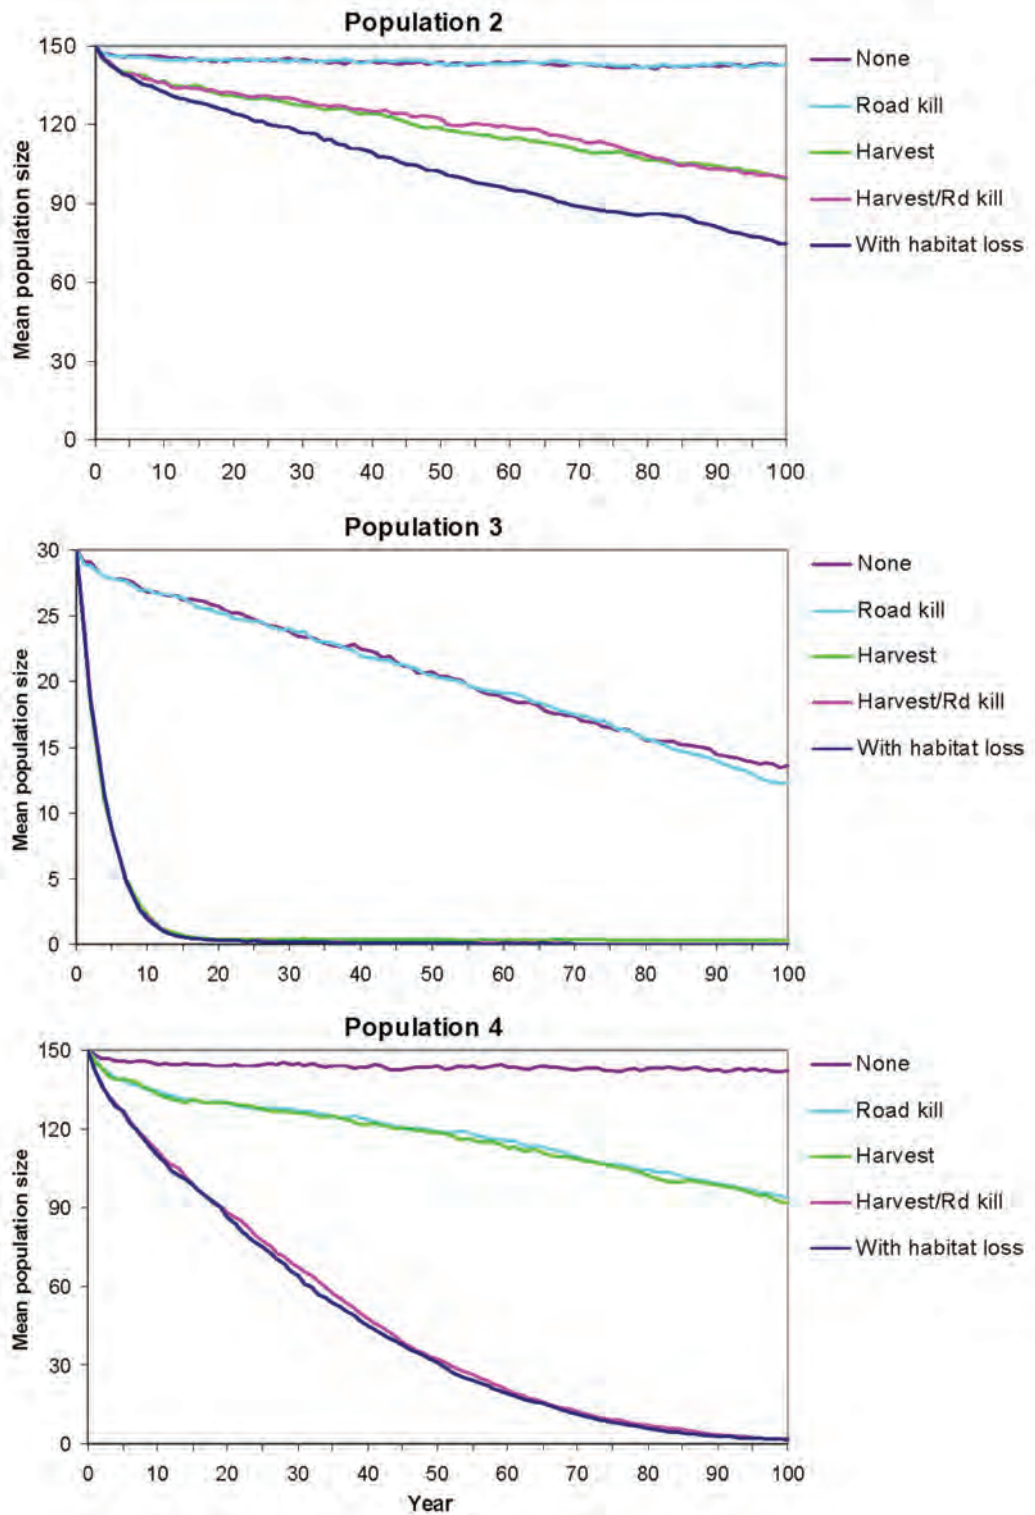 Population 2
Mean population size
150
120
90
60
30
0
0 10 20 30 40 50 60 70 80 90 100
None
Road kill
Harvest
Harvest/Rd kill
With habitat loss
Population 3
Mean population size
30
25
20
15
10
5
0
0 10 20 30 40 50 60 70 80 90 100
None
Road kill
Harvest
Harvest/Rd kill
With habitat loss
Population 4
Mean population size
150
120
90
60
30
0
0 10 20 30 40 50 60 70 80 90 100
Year
None
Road kill
Harvest
Harvest/Rd kill
With habitat loss